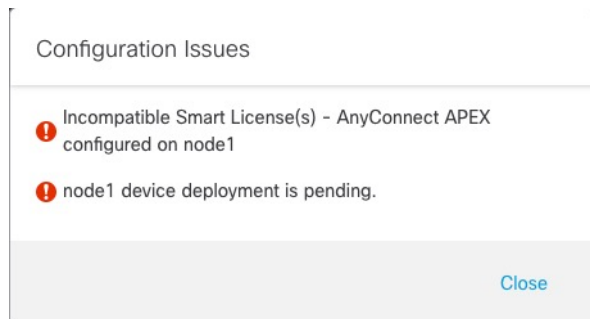 Configuration Issues
Incompatible Smart License(s) - AnyConnect APEX
configured on node1
node1 device deployment is pending.
Close